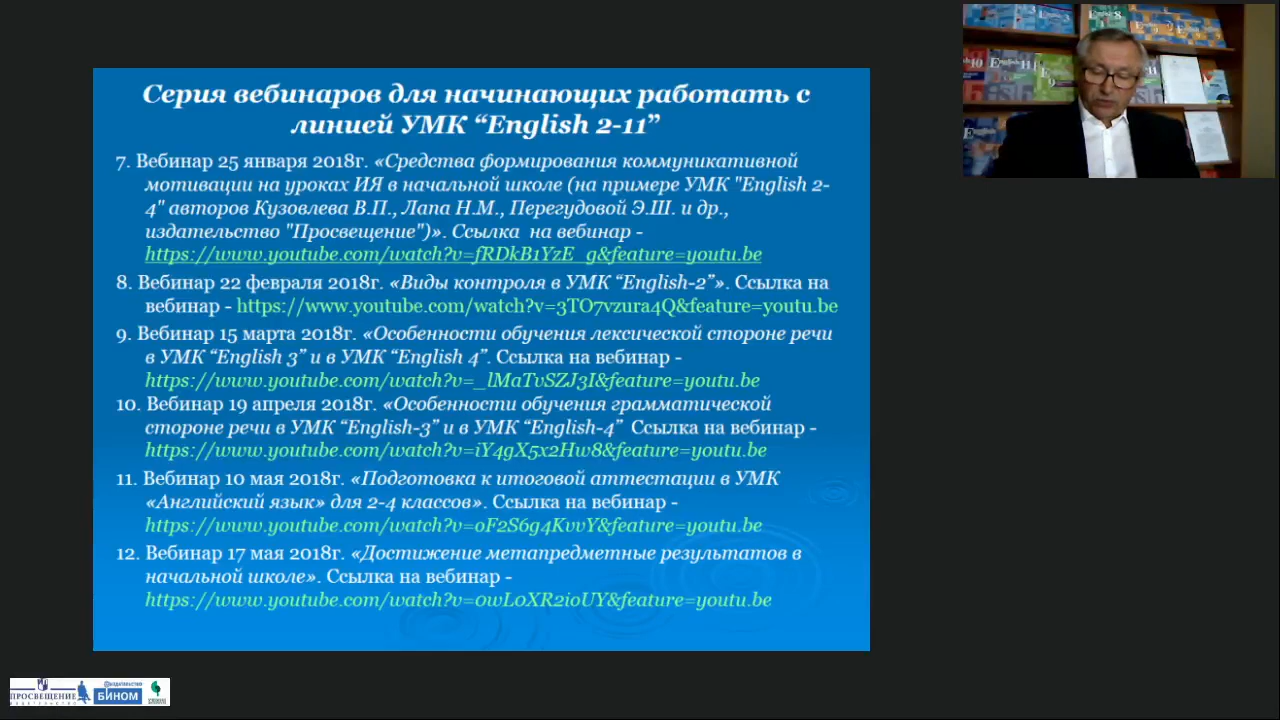 Серия вебинаров для начинающих работать с
линией УМК “English 2-11”
7. Вебинар 25 января 2018г. «Средства формирования коммуникативной
мотивации на уроках ИЯ в начальной школе (на примере УМК "English 2-
4" авторов Кузовлева В.П., Лапа Н.М., Перегудовой Э.Ш. и др.,
издательство "Просвещение")». Ссылка на вебинар -
https://www.youtube.com/watch?v=fRDkB1YzE_g&feature=youtu.be
8. Вебинар 22 февраля 2018г. «Виды контроля в УМК “English-2”». Ссылка на
вебинар - https://www.youtube.com/watch?v=3TO7vzura4Q&feature=youtu.be
9. Вебинар 15 марта 2018г. «Особенности обучения лексической стороне речи
в УМК “English 3” и в УМК “English 4”. Ссылка на вебинар -
https://www.youtube.com/watch?v=_lMaTvSZJ3I&feature=youtu.be
10. Вебинар 19 апреля 2018г. «Особенности обучения грамматической
стороне речи в УМК “English-3” и в УМК “English-4” Ссылка на вебинар -
https://www.youtube.com/watch?v=iY4gX5x2Hw8&feature=youtu.be
11. Вебинар 10 мая 2018г. «Подготовка к итоговой аттестации в УМК
«Английский язык» для 2-4 классов». Ссылка на вебинар -
https://www.youtube.com/watch?v=oF2S6g4KvvY&feature=youtu.be
12. Вебинар 17 мая 2018г. «Достижение метапредметные результатов в
начальной школе». Ссылка на вебинар -
https://www.youtube.com/watch?v=0wL0XR2ioUY&feature=youtu.be
ПРОСВЕЩЕНИЕ
ИЗДАТЕЛЬСТВО
ИЗДАТЕЛЬСТВО
БИНОМ